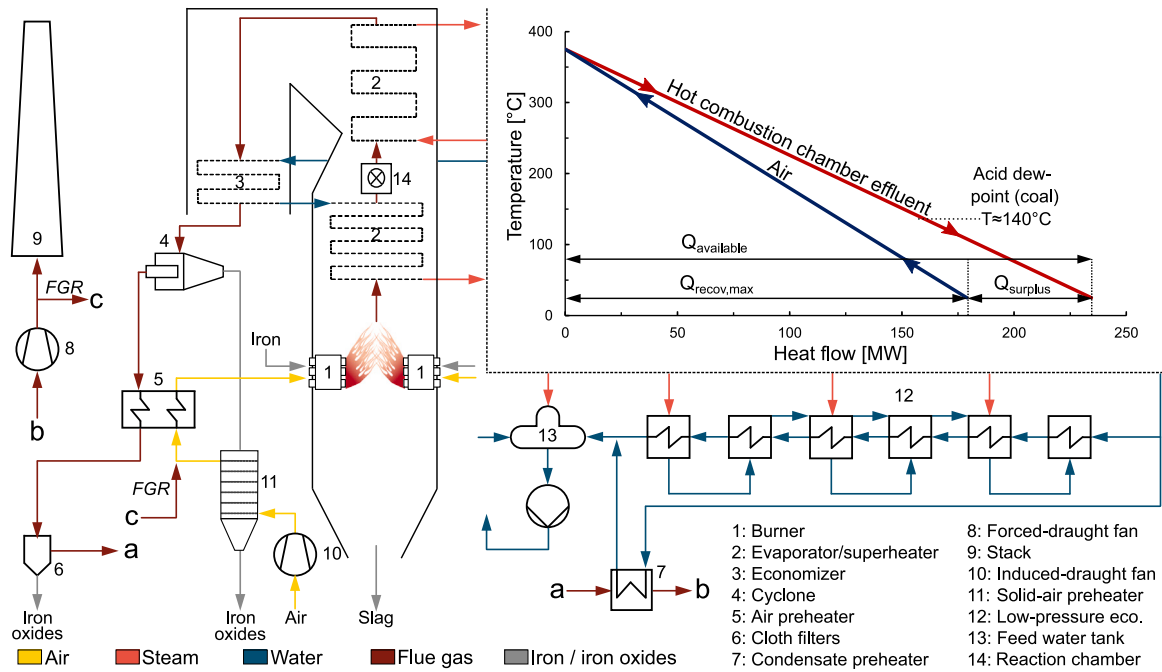 9
FGR
c
8
b
4
5
FGR
c
11
6
a
10
Iron
oxides
Iron
oxides
Air
Slag
2
14
3
2
Iron
1
1
400
300
200
100
0
Temperature [°C]
0
50
100
150
200
250
Heat flow [MW]
Hot combustion chamber effluent
Air
Acid dew-
point (coal)
T≈140°C
Qavailable
Qrecov,max
Qsurplus
12
13
a
7
b
1: Burner
2: Evaporator/superheater
3: Economizer
4: Cyclone
5: Air preheater
6: Cloth filters
7: Condensate preheater
8: Forced-draught fan
9: Stack
10: Induced-draught fan
11: Solid-air preheater
12: Low-pressure eco.
13: Feed water tank
14: Reaction chamber
Air
Steam
Water
Flue gas
Iron / iron oxides